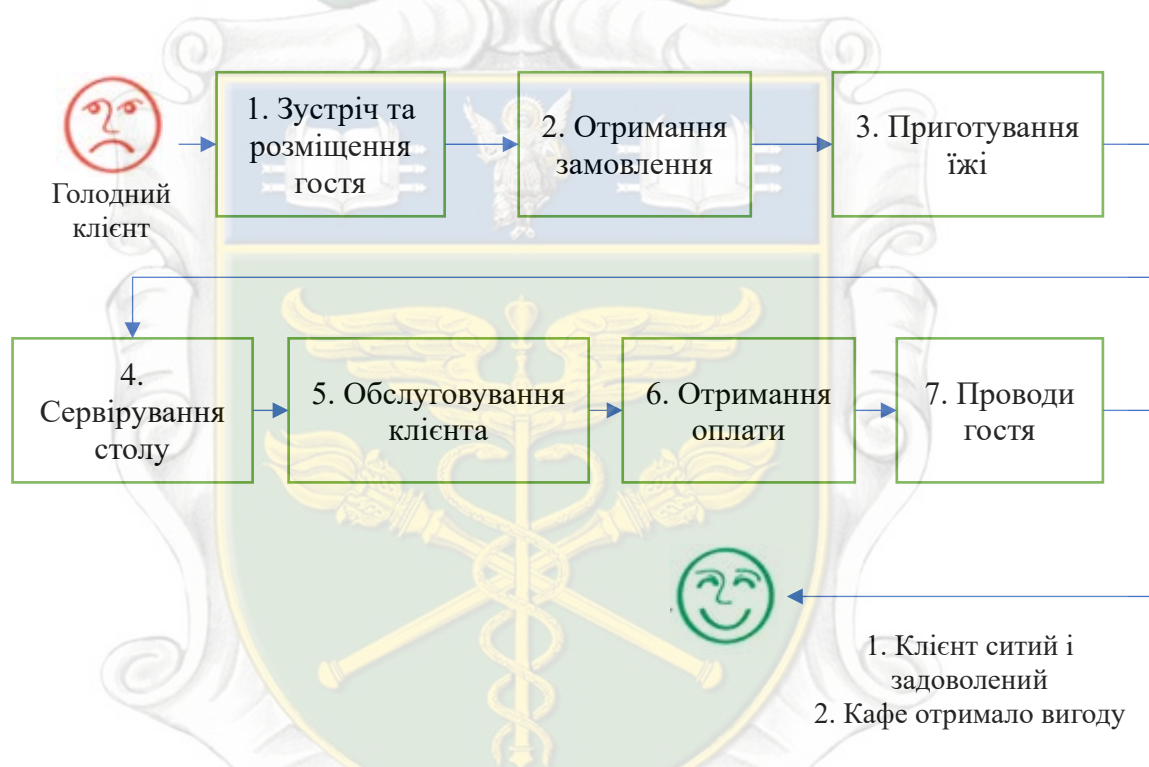 Голодний
клієнт
1. Зустріч та
розміщення
гостя
2. Отримання
замовлення
3. Приготування
їжі
4.
Сервірування
столу
5. Обслуговування
клієнта
6. Отримання
оплати
7. Проводи
гостя
1. Клієнт ситий і
задоволений
2. Кафе отримало вигоду